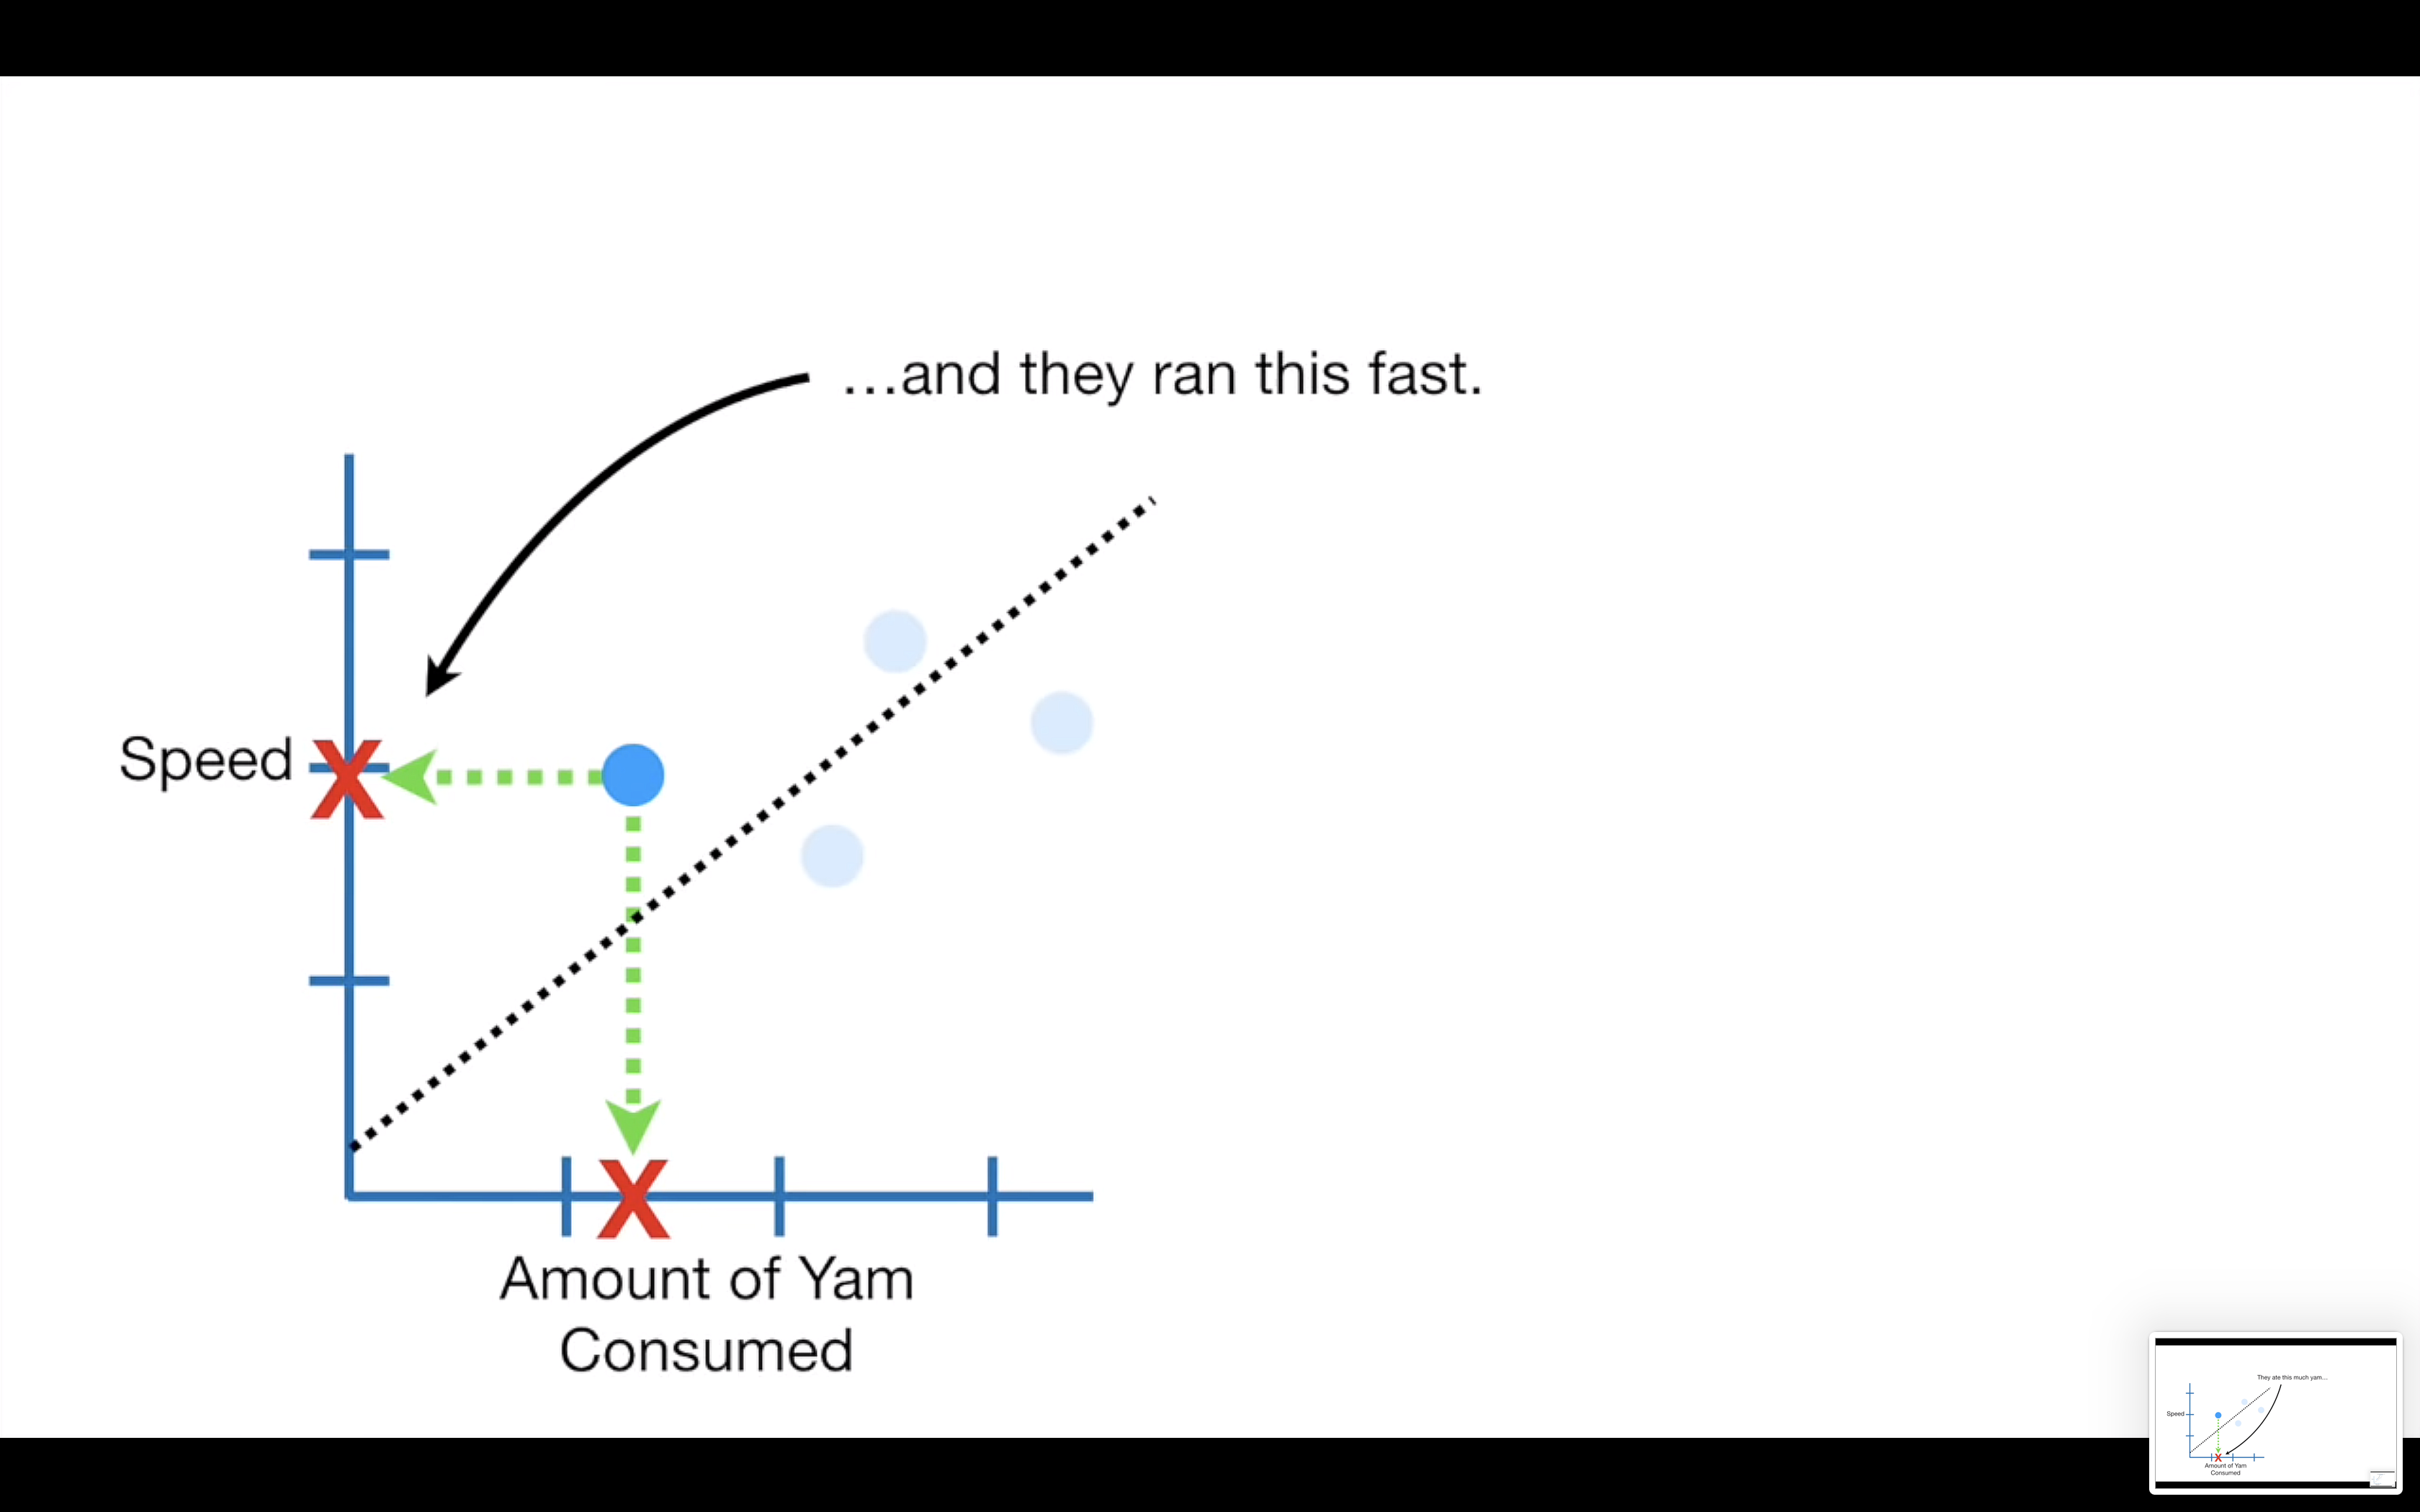 ...and they ran this fast.
Speed
X
X
Amount of Yam
Consumed
They ate this much yam...
Speed
X
Amount of Yam
Consumed